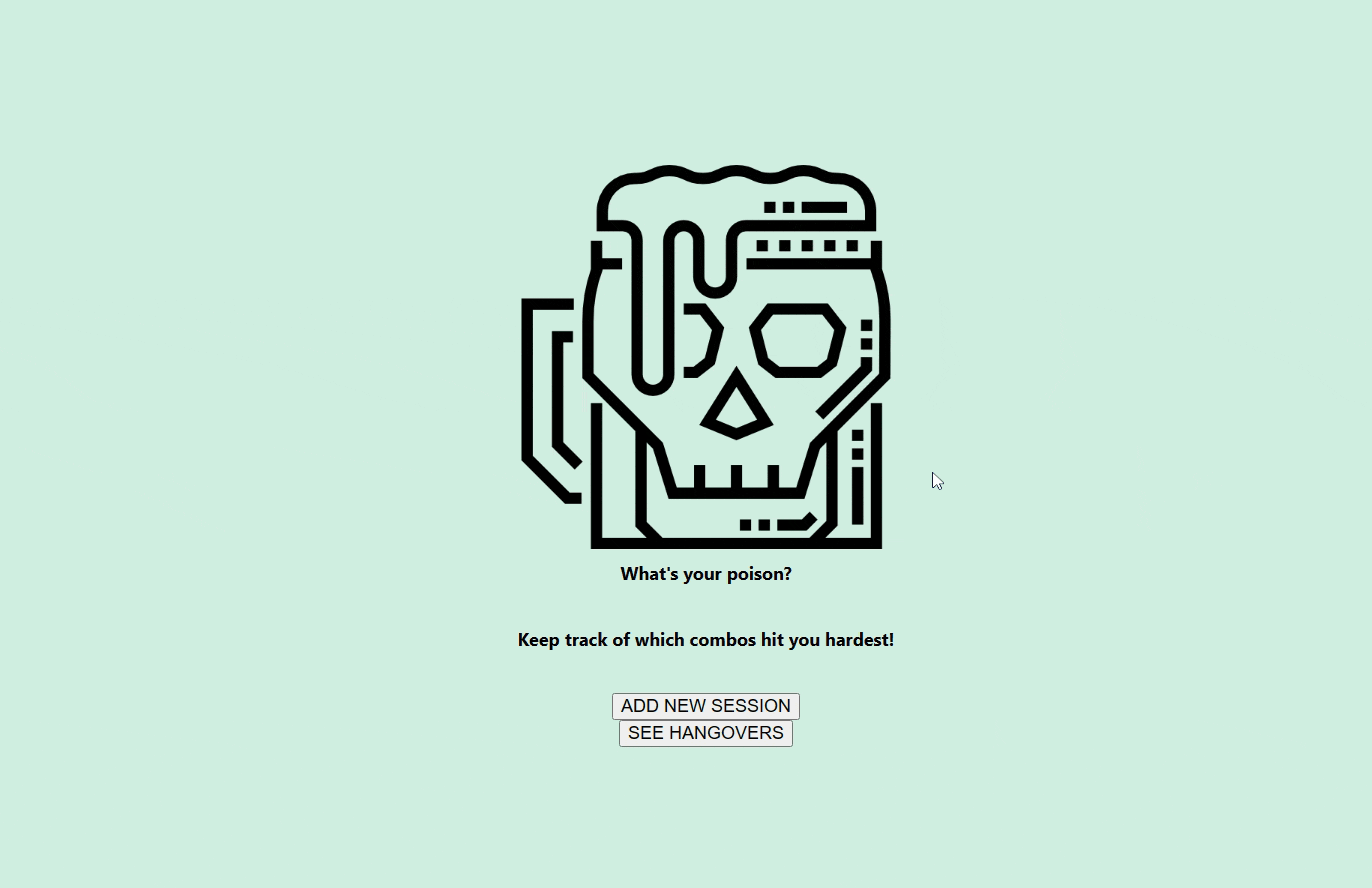 What's your poison?
Keep track of which combos hit you hardest!
ADD NEW SESSION
SEE HANGOVERS